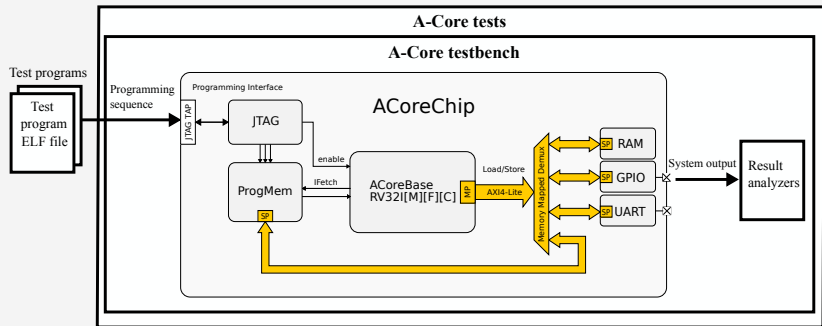 A-Core tests
A-Core testbench
Test programs
Test
program
ELF file
Programming
sequence
Programming Interface
ACoreChip
JTAG TAP
JTAG
enable
ProgMem
SP
IFetch
ACoreBase
RV32I[M][F][C]
MP
Load/Store
AXI4-Lite
Memory Mapped Demux
SP
RAM
SP
GPIO
SP
UART
System output
Result
analyzers